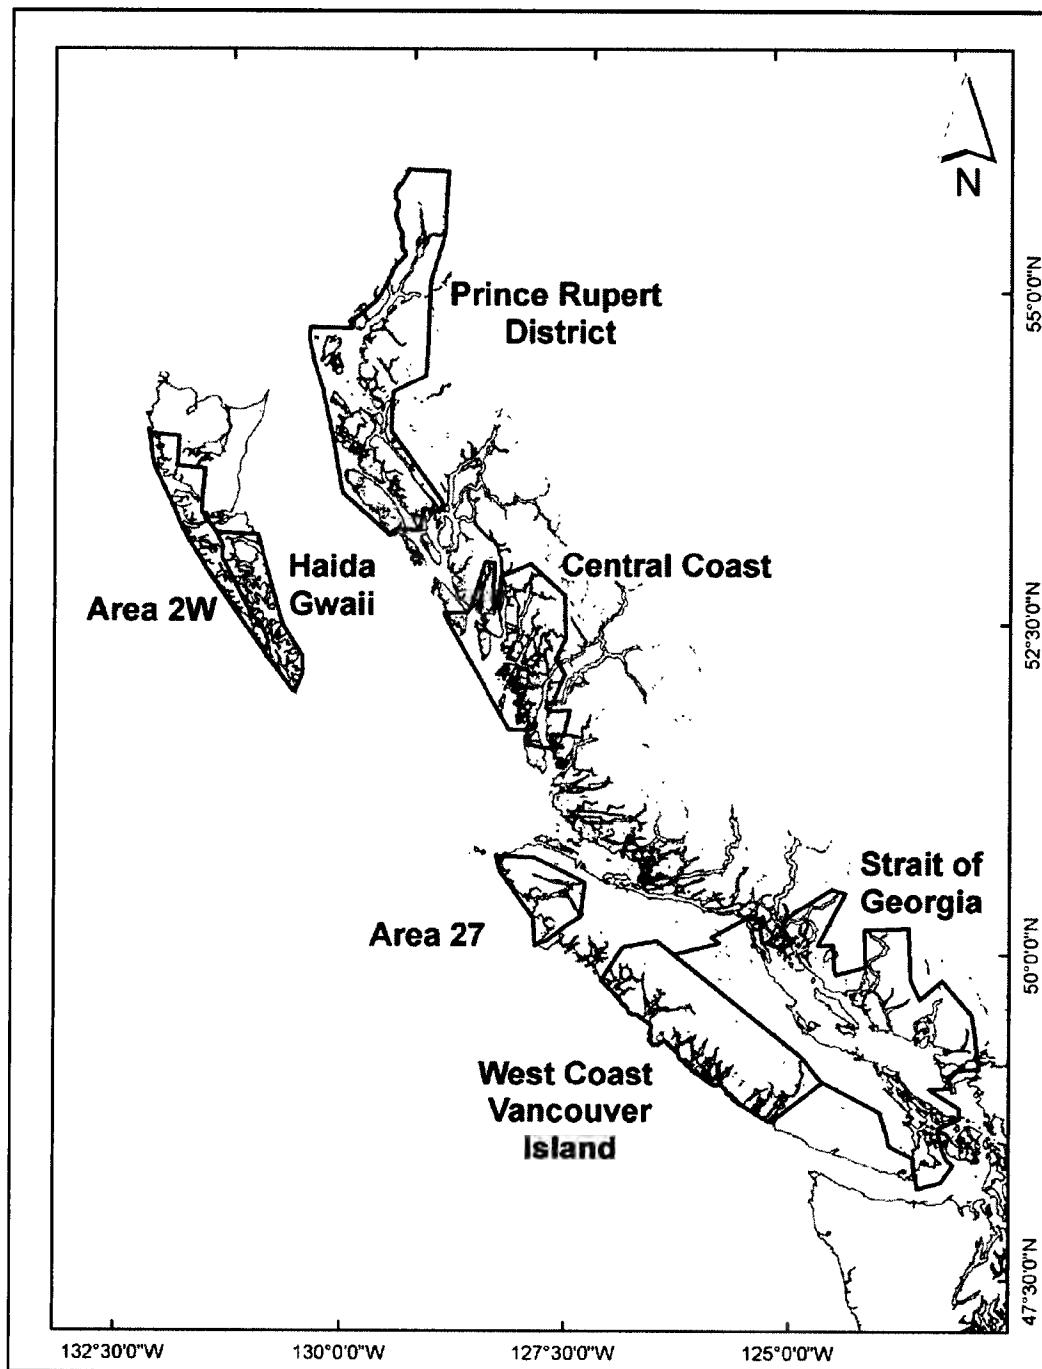 N
Prince Rupert
District
55°0'0"N
Haida
Gwaii
Area 2W
Central Coast
52°30'0"N
Strait of
Georgia
Area 27
50°0'0"N
West Coast
Vancouver
Island
47°30'0"N
132°30'0"W
130°0'0"W
127°30'0"W
125°0'0"W